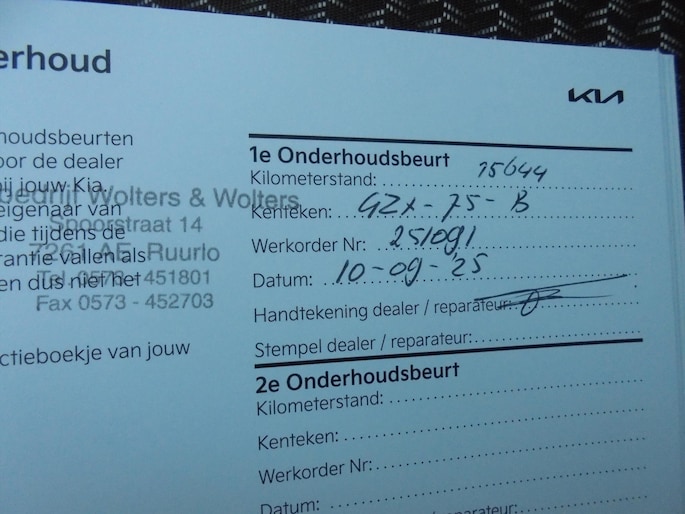 erhoud
KIA
houdsbeurten
oor de dealer
ij jouw Kia.
eigenaar van
die tijdens de
rantie vallen als
en dus niet het
ctieboekje van jouw
bedrijf Wolters & Wolters
Spoorstraat 14
7261 AE Ruurlo
Tel. 0573 - 451801
Fax 0573 - 452703
1e Onderhoudsbeurt
Kilometerstand: 15644
Kenteken: GZX-75-B
Werkorder Nr: 251091
Datum: 10-09-'25
Handtekening dealer / reparateur:
Stempel dealer / reparateur:
2e Onderhoudsbeurt
Kilometerstand:
Kenteken:
Werkorder Nr:
Datum:
eparateur: